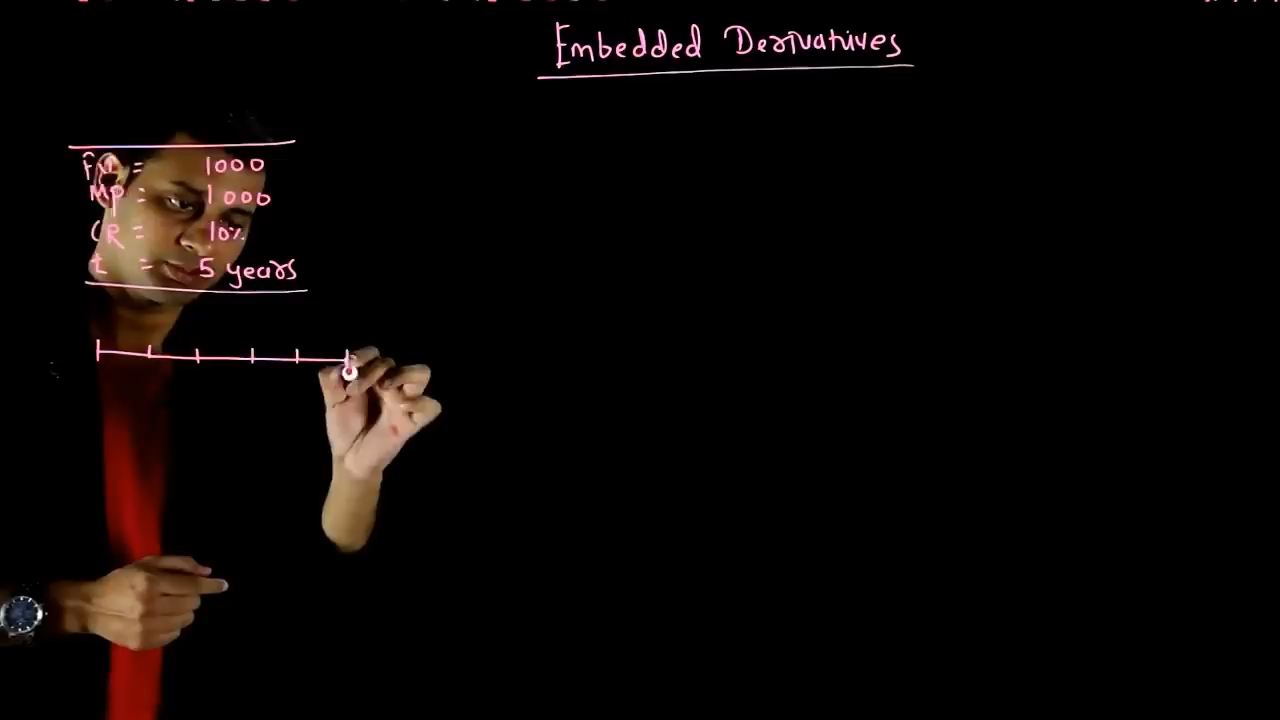 Embedded Derivatives
FV = 1000
MP = 1000
CR = 10%
t = 5 years